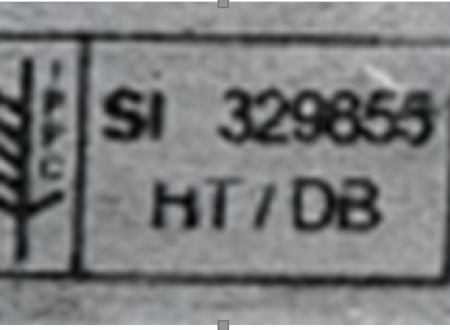 IPPC
SI 329855
HT / DB